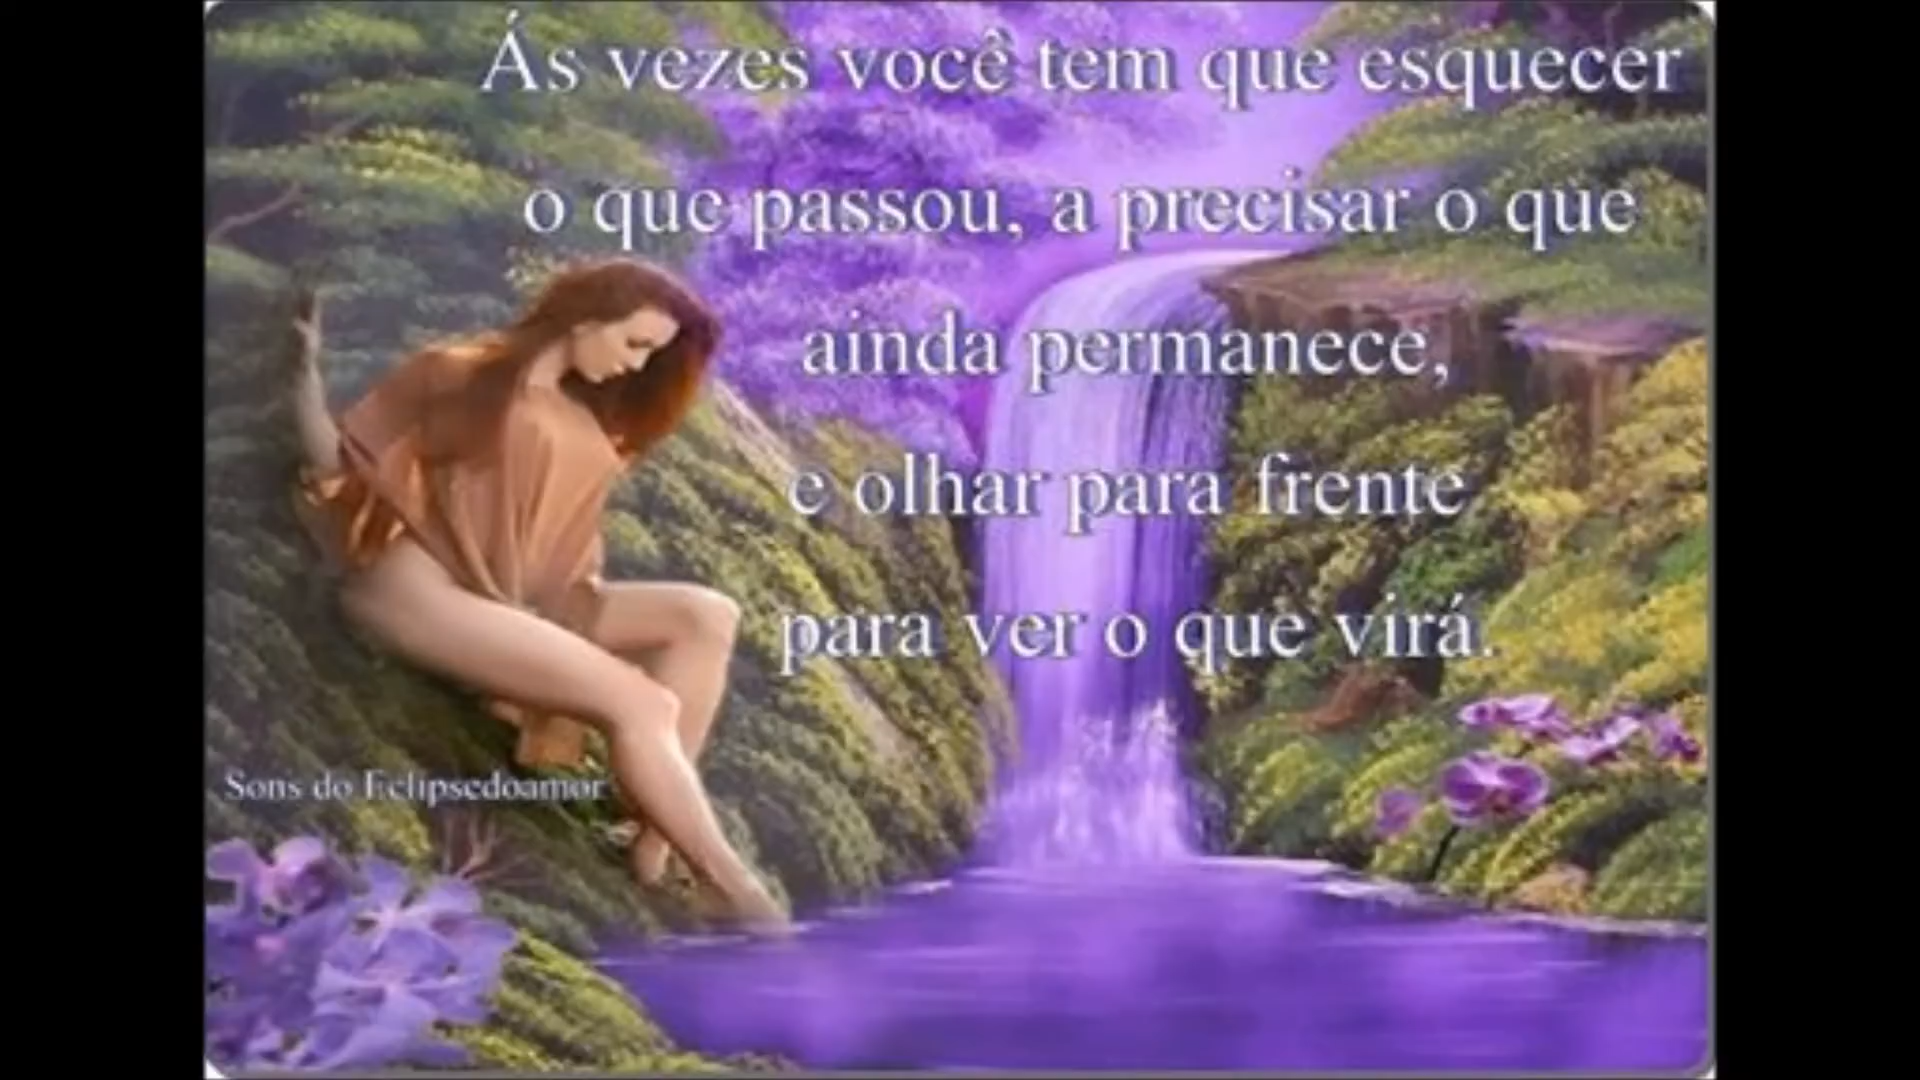 Ás vezes você tem que esquecer
o que passou, a precisar o que
ainda permanece,
e olhar para frente
para ver o que virá.
Sons do Eclipsedoamor